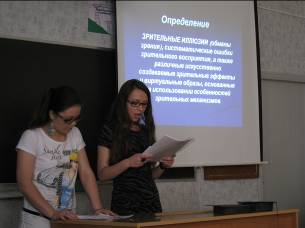 Определение
ЗРИТЕЛЬНЫЕ ИЛЛЮЗИИ (обманы
зрения), систематические ошибки
зрительного восприятия, а также
различные искусственно
создаваемые зрительные эффекты
и виртуальные образы, основанные
на использовании особенностей
зрительных механизмов.